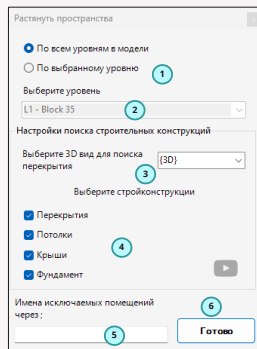 Растянуть пространства
По всем уровням в модели
По выбранному уровню
1
Выберите уровень
L1 - Block 35
2
Настройки поиска строительных конструкций
Выберите 3D вид для поиска
перекрытия
{3D}
3
Выберите стройконструкции
Перекрытия
Потолки
4
Крыши
Фундамент
Имена исключаемых помещений
через ;
6
5
Готово